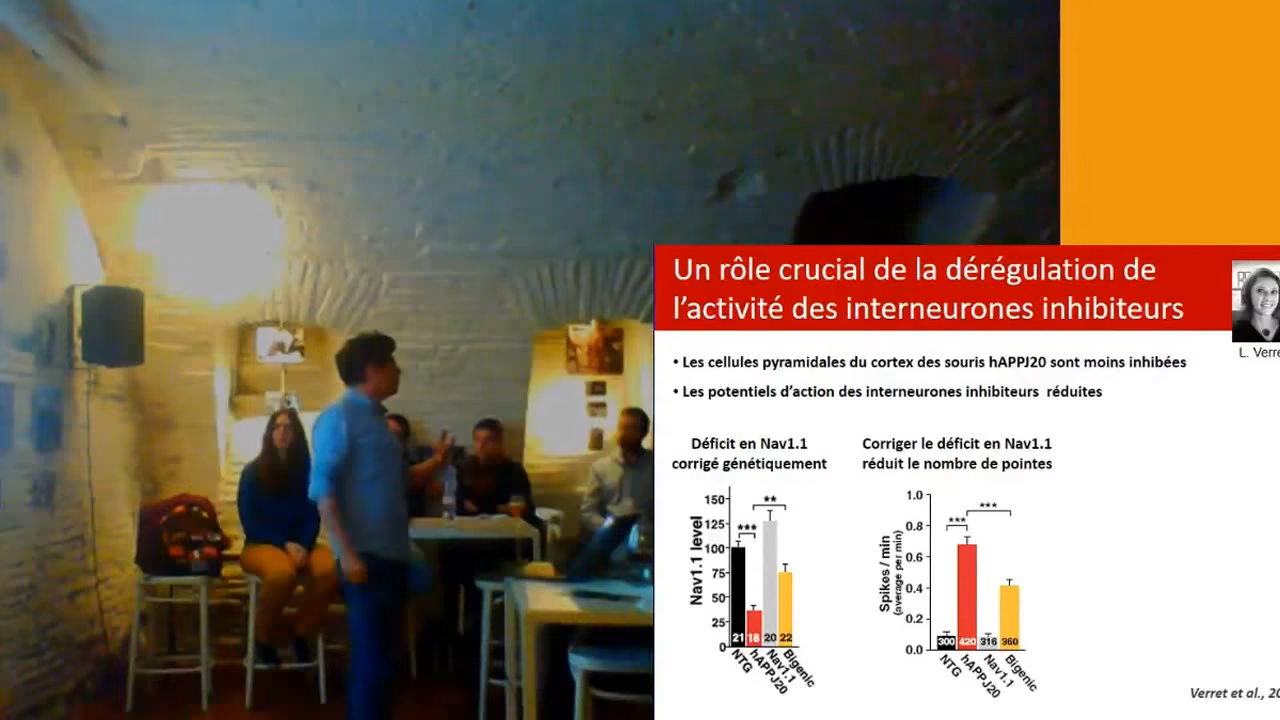 Un rôle crucial de la dérégulation de
l'activité des interneurones inhibiteurs
L. Verre
• Les cellules pyramidales du cortex des souris hAPPJ20 sont moins inhibées
• Les potentiels d'action des interneurones inhibiteurs réduites
Déficit en Nav1.1
corrigé génétiquement
Nav1.1 level
150
125
100
75
50
25
0
***
**
21
18
20
22
NTG
hAPPJ20
Nav1.1
Bigenic
Corriger le déficit en Nav1.1
réduit le nombre de pointes
Spikes / min
(average per min)
1.0
0.8
0.6
0.4
0.2
0.0
***
***
300
420
316
360
NTG
hAPPJ20
Nav1.1
Bigenic
Verret et al., 20